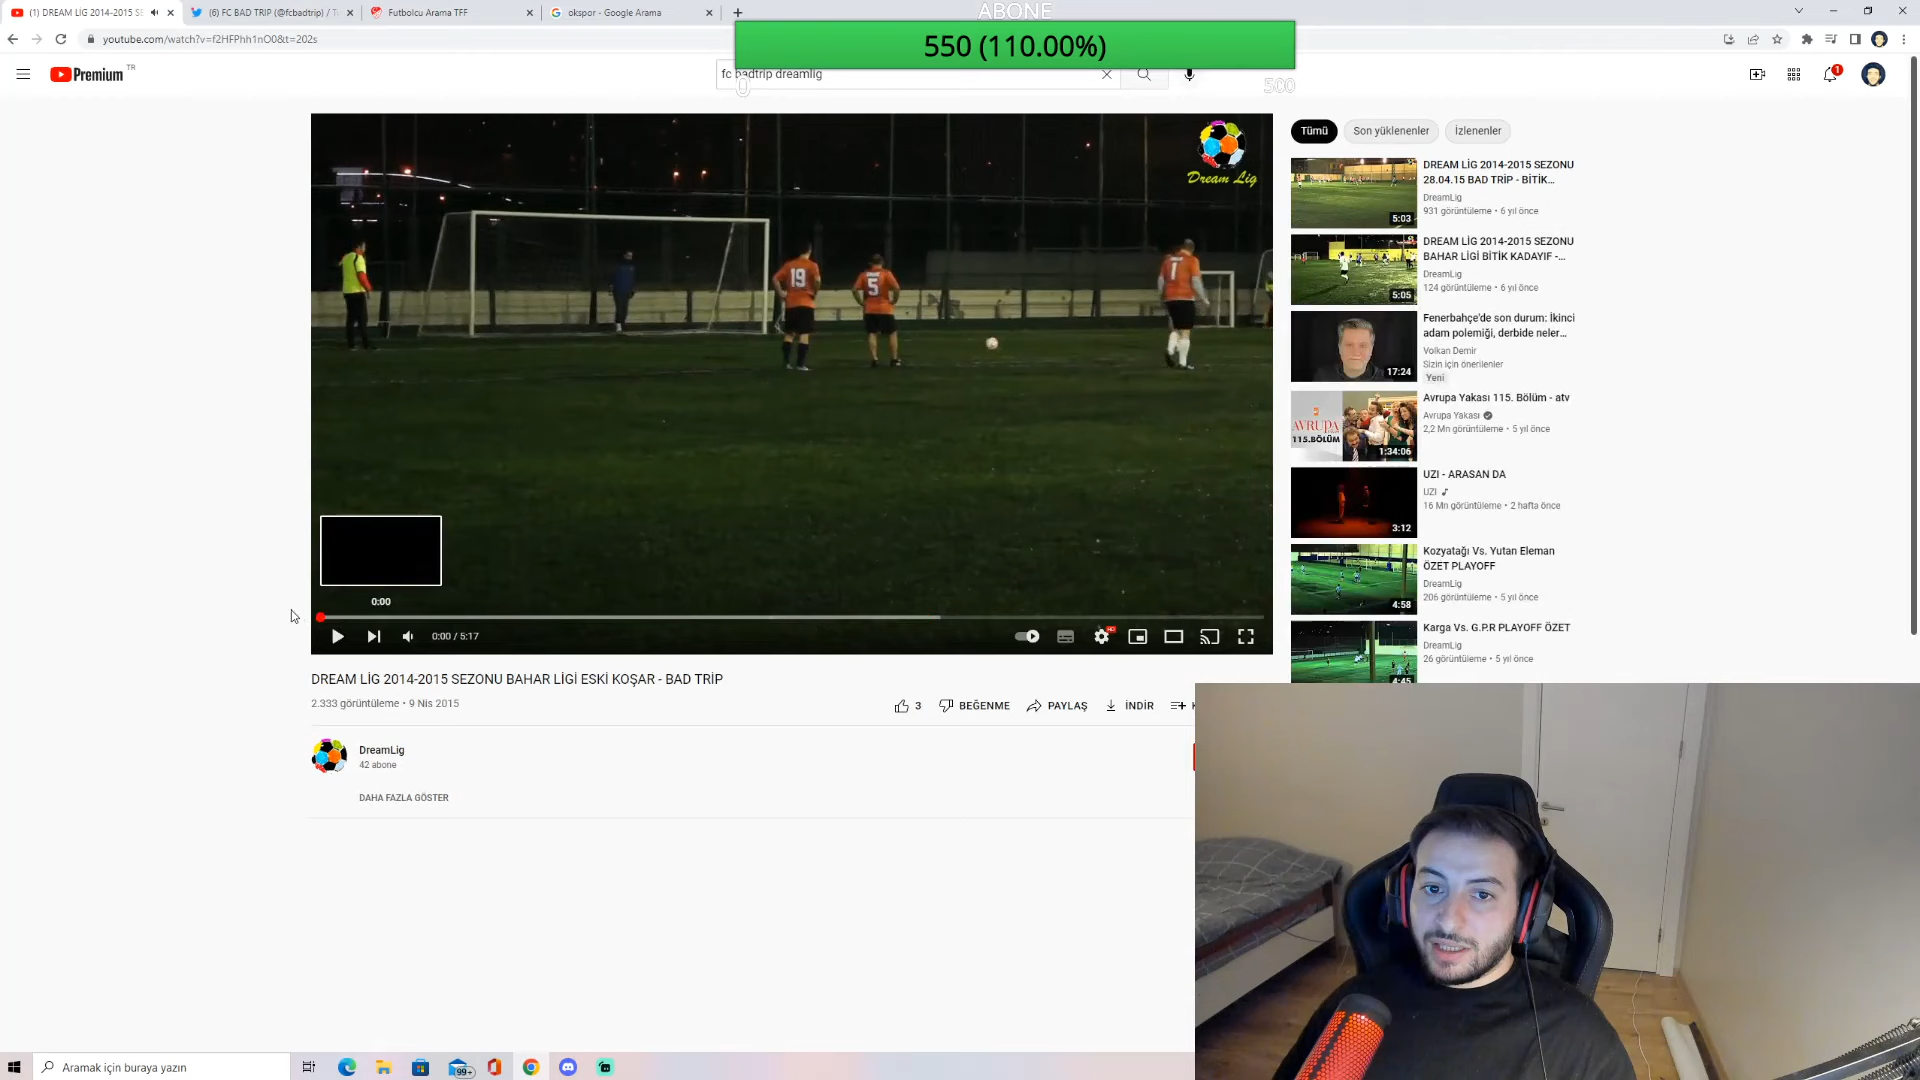 ABONE
(1) DREAM LİG 2014-2015 SE
(6) FC BAD TRIP (@fcbadtrip) / T
Futbolcu Arama TFF
okspor - Google Arama
550 (110.00%)
0
500
youtube.com/watch?v=f2HFPhh1nO0&t=202s
Premium
TR
fc badtrip dreamlig
1
Dream Lig
19
5
1
0:00
0:00 / 5:17
HD
DREAM LİG 2014-2015 SEZONU BAHAR LİGİ ESKİ KOŞAR - BAD TRİP
2.333 görüntüleme • 9 Nis 2015
3
BEĞENME
PAYLAŞ
İNDİR
DreamLig
42 abone
DAHA FAZLA GÖSTER
Tümü
Son yüklenenler
İzlenenler
DREAM LİG 2014-2015 SEZONU
28.04.15 BAD TRİP - BİTİK...
DreamLig
931 görüntüleme • 6 yıl önce
5:03
DREAM LİG 2014-2015 SEZONU
BAHAR LİGİ BİTİK KADAYIF -...
DreamLig
124 görüntüleme • 6 yıl önce
5:05
Fenerbahçe'de son durum: İkinci
adam polemiği, derbide neler...
Volkan Demir
Sizin için önerilenler
Yeni
17:24
Avrupa Yakası 115. Bölüm - atv
Avrupa Yakası
2,2 Mn görüntüleme • 5 yıl önce
AVRUPA
115.BÖLÜM
1:34:06
UZI - ARASAN DA
UZI
16 Mn görüntüleme • 2 hafta önce
3:12
Kozyatağı Vs. Yutan Eleman
ÖZET PLAYOFF
DreamLig
206 görüntüleme • 5 yıl önce
4:58
Karga Vs. G.P.R PLAYOFF ÖZET
DreamLig
26 görüntüleme • 5 yıl önce
4:45
Aramak için buraya yazın
99+